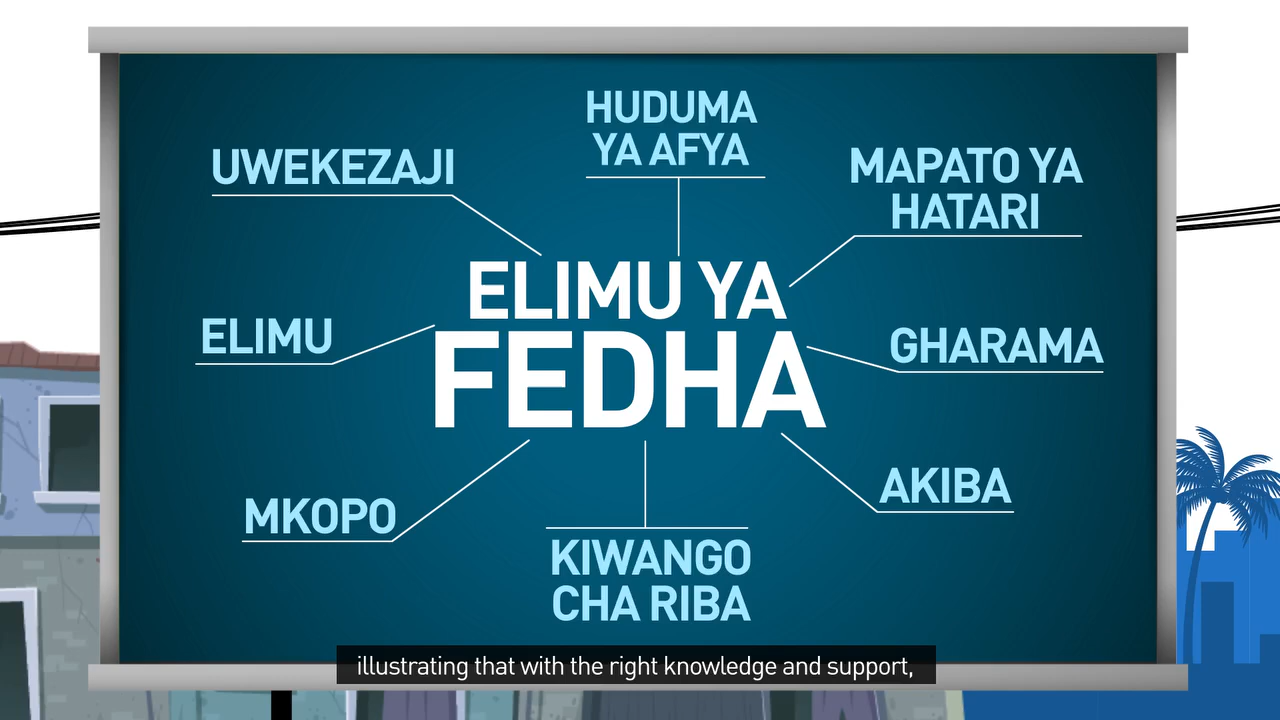 HUDUMA
YA AFYA
UWEKEZAJI
MAPATO YA
HATARI
ELIMU YA
FEDHA
ELIMU
GHARAMA
MKOPO
AKIBA
KIWANGO
CHA RIBA
illustrating that with the right knowledge and support,